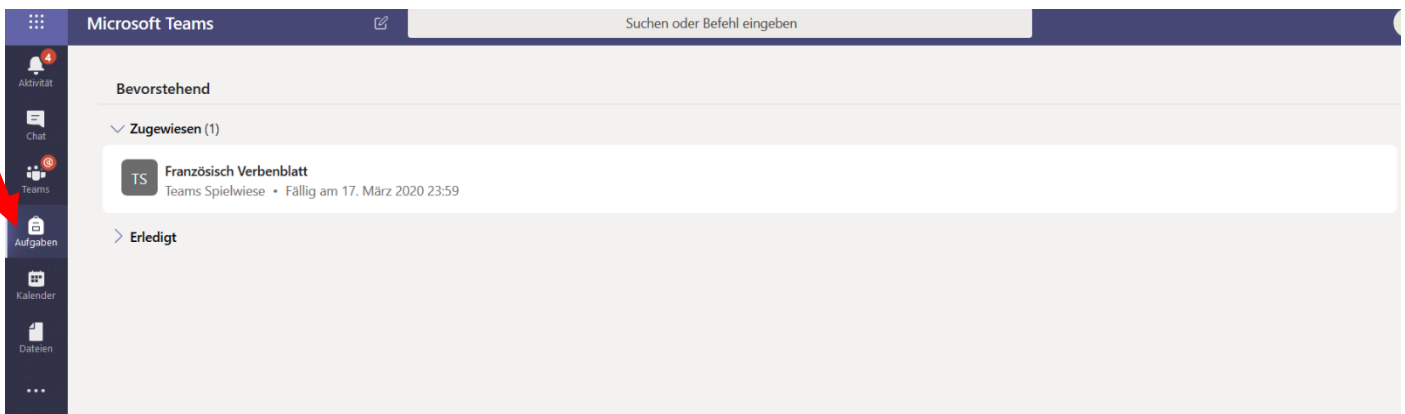 Microsoft Teams
Suchen oder Befehl eingeben
4
Aktivität
Chat
@
Teams
Aufgaben
Kalender
Dateien
...
Bevorstehend
Zugewiesen (1)
TS
Französisch Verbenblatt
Teams Spielwiese • Fällig am 17. März 2020 23:59
Erledigt